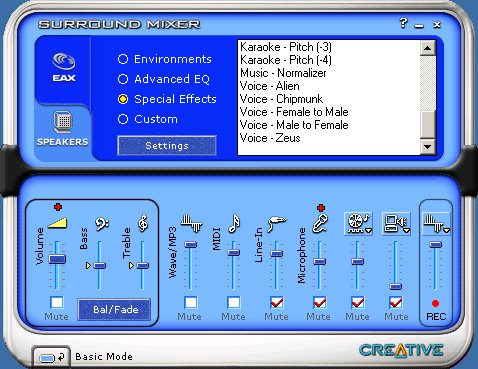 SURROUND MIXER
? _ x
EAX
SPEAKERS
Environments
Advanced EQ
Special Effects
Custom
Settings
Karaoke - Pitch (-3)
Karaoke - Pitch (-4)
Music - Normalizer
Voice - Alien
Voice - Chipmunk
Voice - Female to Male
Voice - Male to Female
Voice - Zeus
Volume
Bass
Treble
Wave/MP3
MIDI
Line-In
Microphone
Mute
Bal/Fade
Mute
Mute
Mute
Mute
Mute
Mute
REC
Basic Mode
CREATIVE